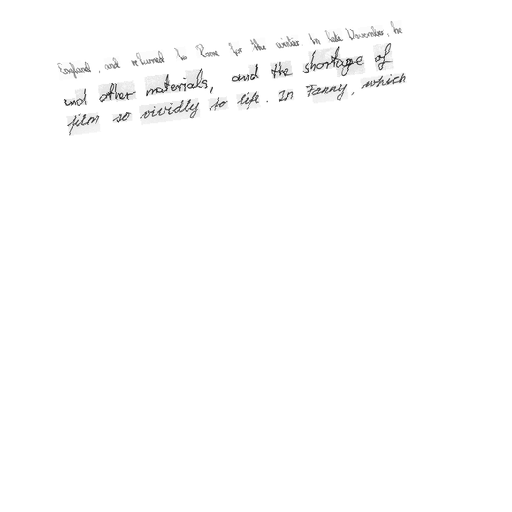 England, and returned to Rome for the winter. In late November, he
and other materials, and the shortage of
film so vividly to life. In Fanny, which